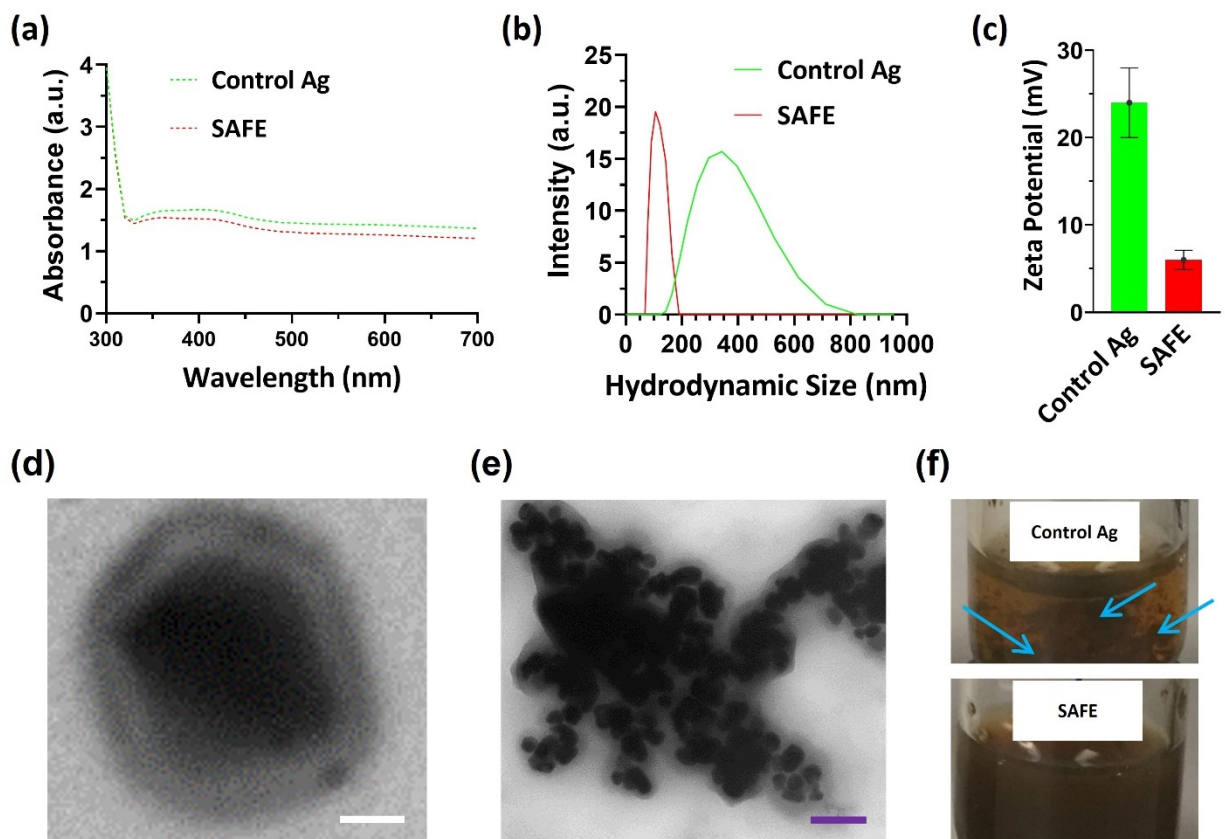 (a)
Absorbance (a.u.)
4
3
2
1
0
Control Ag
SAFE
300
400
500
600
700
Wavelength (nm)
(b)
Intensity (a.u.)
25
20
15
10
5
0
Control Ag
SAFE
0
200
400
600
800
1000
Hydrodynamic Size (nm)
(c)
Zeta Potential (mV)
30
20
10
0
Control Ag
SAFE
(d)
(e)
(f)
Control Ag
SAFE